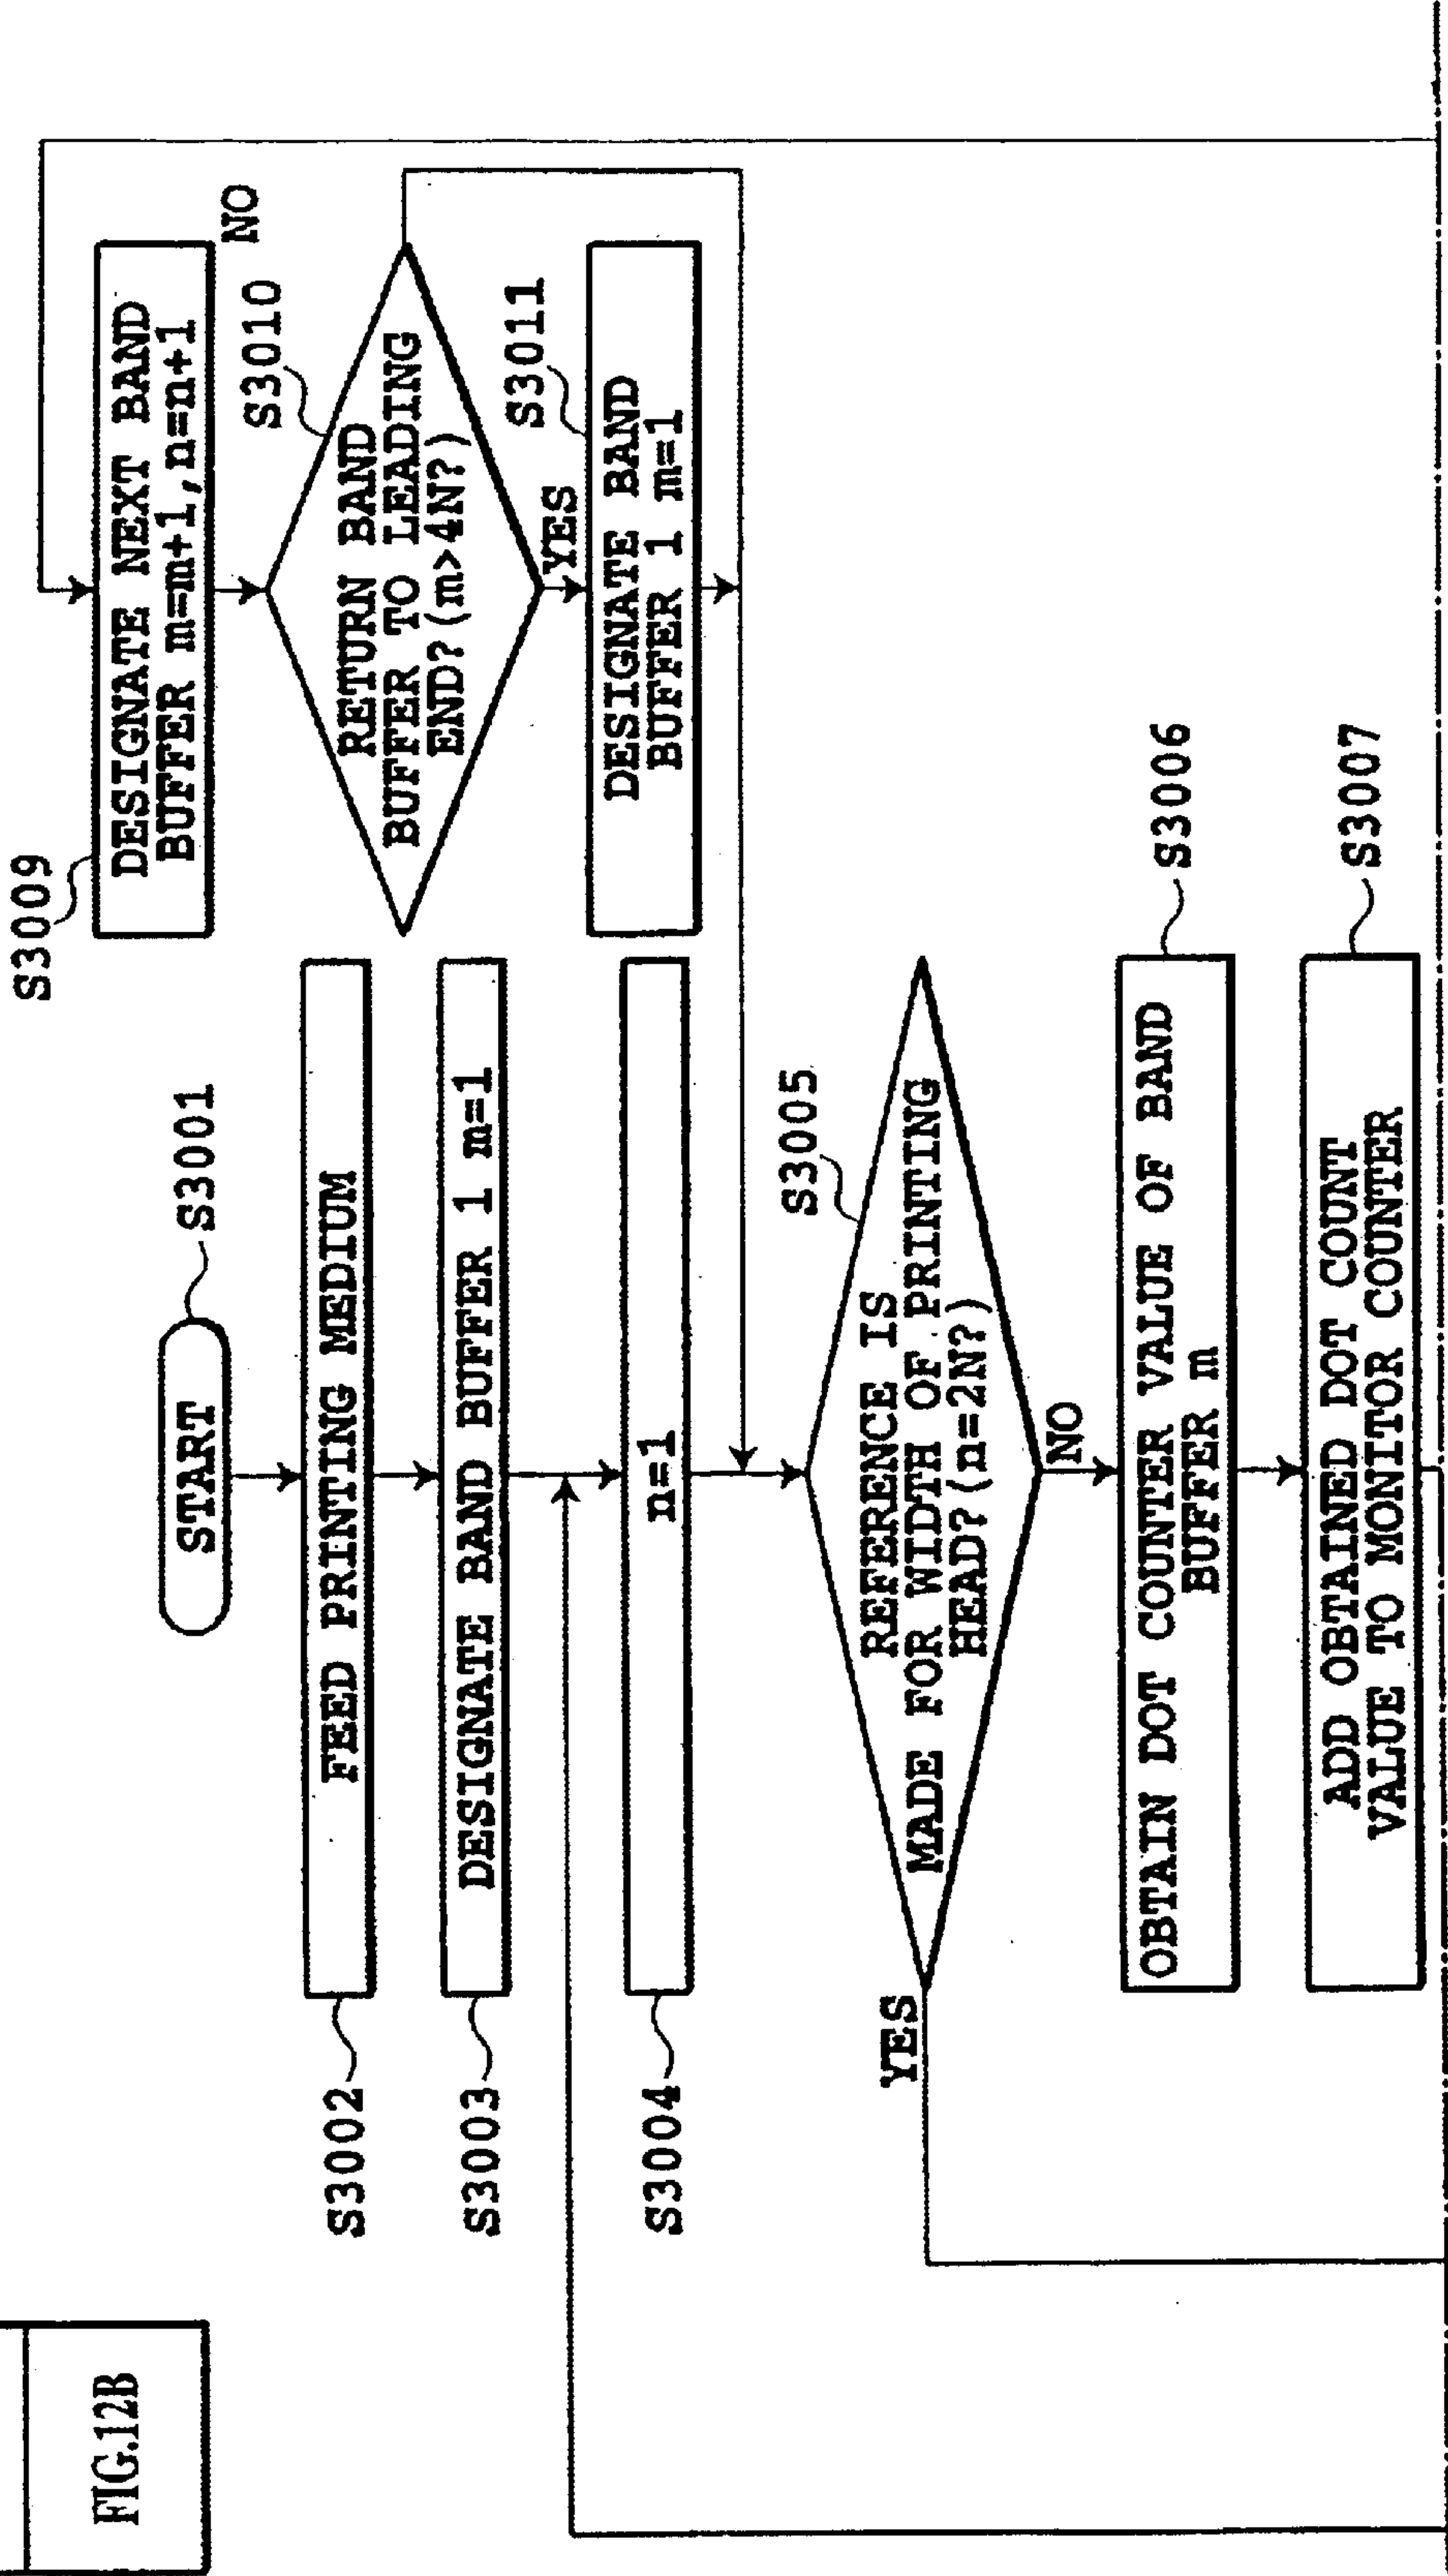 FIG.12B
START
S3001
S3002
FEED PRINTING MEDIUM
S3003
DESIGNATE BAND BUFFER 1 m=1
S3004
n=1
S3005
REFERENCE IS
MADE FOR WIDTH OF PRINTING
HEAD?(n=2N?)
YES
NO
OBTAIN DOT COUNTER VALUE OF BAND
BUFFER m
S3006
ADD OBTAINED DOT COUNT
VALUE TO MONITOR COUNTER
S3007
S3009
DESIGNATE NEXT BAND
BUFFER m=m+1,n=n+1
S3010
NO
RETURN BAND
BUFFER TO LEADING
END?(m>4N?)
YES
S3011
DESIGNATE BAND
BUFFER 1 m=1